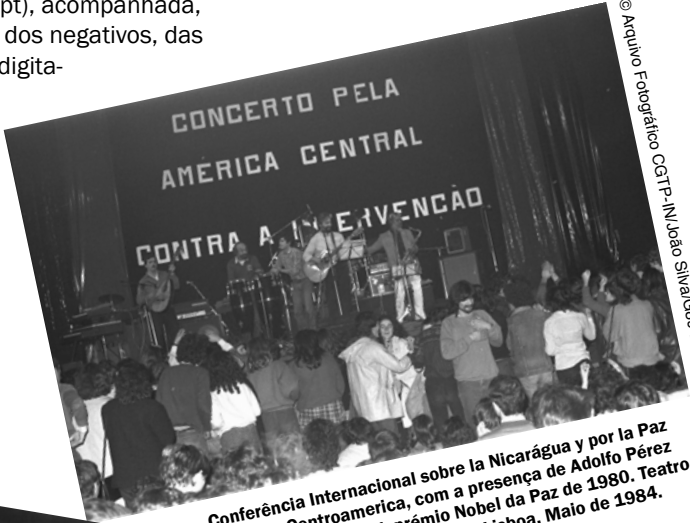 pt), acompanhada,
dos negativos, das
digita-
© Arquivo Fotográfico CGTP-IN/João Silva/
CONCERTO PELA
AMÉRICA CENTRAL
CONTRA A INTERVENCÃO
Conferência Internacional sobre la Nicarágua y por la Paz
Centroamerica, com a presença de Adolfo Pérez
prémio Nobel da Paz de 1980. Teatro
Lisboa, Maio de 1984.